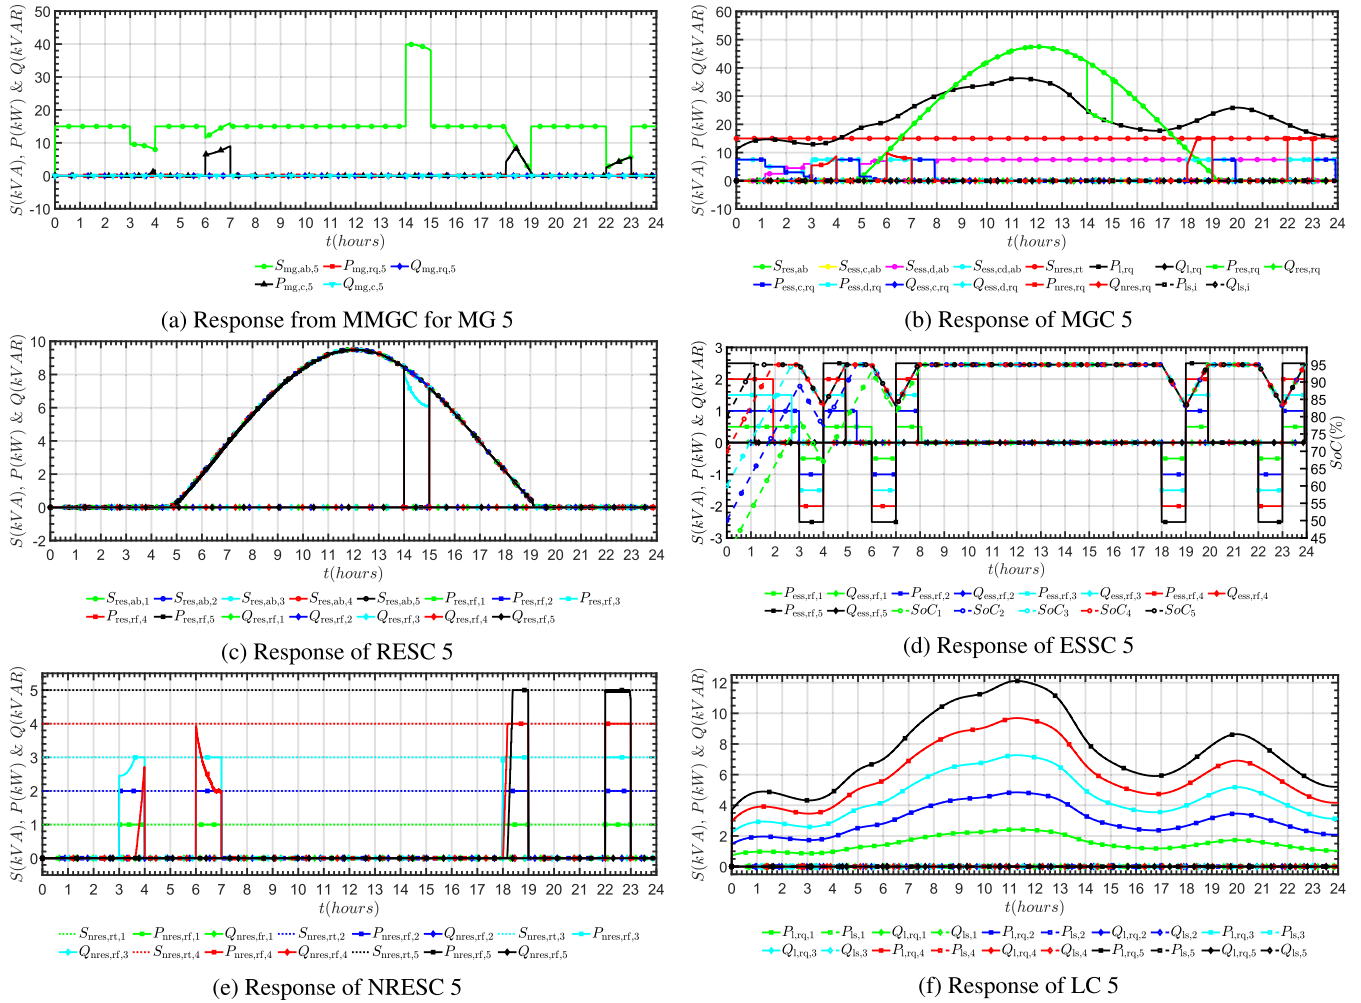 S(kVA), P(kW) & Q(kVAR)
50
40
30
20
10
0
-10
0 1 2 3 4 5 6 7 8 9 10 11 12 13 14 15 16 17 18 19 20 21 22 23 24
t(hours)
S_mg,ab,5 P_mg,rq,5 Q_mg,rq,5
P_mg,c,5 Q_mg,c,5
(a) Response from MMGC for MG 5
S(kVA), P(kW) & Q(kVAR)
60
50
40
30
20
10
0
-10
0 1 2 3 4 5 6 7 8 9 10 11 12 13 14 15 16 17 18 19 20 21 22 23 24
t(hours)
S_res,ab S_ess,c,ab S_ess,d,ab S_ess,cd,ab S_nres,rt P_l,rq Q_l,rq P_res,rq Q_res,rq
P_ess,c,rq P_ess,d,rq Q_ess,c,rq Q_ess,d,rq P_nres,rq Q_nres,rq P_ls,i Q_ls,i
(b) Response of MGC 5
S(kVA), P(kW) & Q(kVAR)
10
8
6
4
2
0
-2
0 1 2 3 4 5 6 7 8 9 10 11 12 13 14 15 16 17 18 19 20 21 22 23 24
t(hours)
S_res,ab,1 S_res,ab,2 S_res,ab,3 S_res,ab,4 S_res,ab,5 P_res,rf,1 P_res,rf,2 P_res,rf,3
P_res,rf,4 P_res,rf,5 Q_res,rf,1 Q_res,rf,2 Q_res,rf,3 Q_res,rf,4 Q_res,rf,5
(c) Response of RESC 5
S(kVA), P(kW) & Q(kVAR)
3
2
1
0
-1
-2
-3
95
90
85
80
75
70
65
60
55
50
45
SoC(%)
0 1 2 3 4 5 6 7 8 9 10 11 12 13 14 15 16 17 18 19 20 21 22 23 24
t(hours)
P_ess,rf,1 Q_ess,rf,1 P_ess,rf,2 Q_ess,rf,2 P_ess,rf,3 Q_ess,rf,3 P_ess,rf,4 Q_ess,rf,4
P_ess,rf,5 Q_ess,rf,5 SoC_1 SoC_2 SoC_3 SoC_4 SoC_5
(d) Response of ESSC 5
S(kVA), P(kW) & Q(kVAR)
5
4
3
2
1
0
0 1 2 3 4 5 6 7 8 9 10 11 12 13 14 15 16 17 18 19 20 21 22 23 24
t(hours)
S_nres,rt,1 P_nres,rf,1 Q_nres,fr,1 S_nres,rt,2 P_nres,rf,2 Q_nres,rf,2 S_nres,rt,3 P_nres,rf,3
Q_nres,rf,3 S_nres,rt,4 P_nres,rf,4 Q_nres,rf,4 S_nres,rt,5 P_nres,rf,5 Q_nres,rf,5
(e) Response of NRESC 5
S(kVA), P(kW) & Q(kVAR)
12
10
8
6
4
2
0
0 1 2 3 4 5 6 7 8 9 10 11 12 13 14 15 16 17 18 19 20 21 22 23 24
t(hours)
P_l,rq,1 P_ls,1 Q_l,rq,1 Q_ls,1 P_l,rq,2 P_ls,2 Q_l,rq,2 Q_ls,2 P_l,rq,3 P_ls,3
Q_l,rq,3 Q_ls,3 P_l,rq,4 P_ls,4 Q_l,rq,4 Q_ls,4 P_l,rq,5 P_ls,5 Q_l,rq,5 Q_ls,5
(f) Response of LC 5